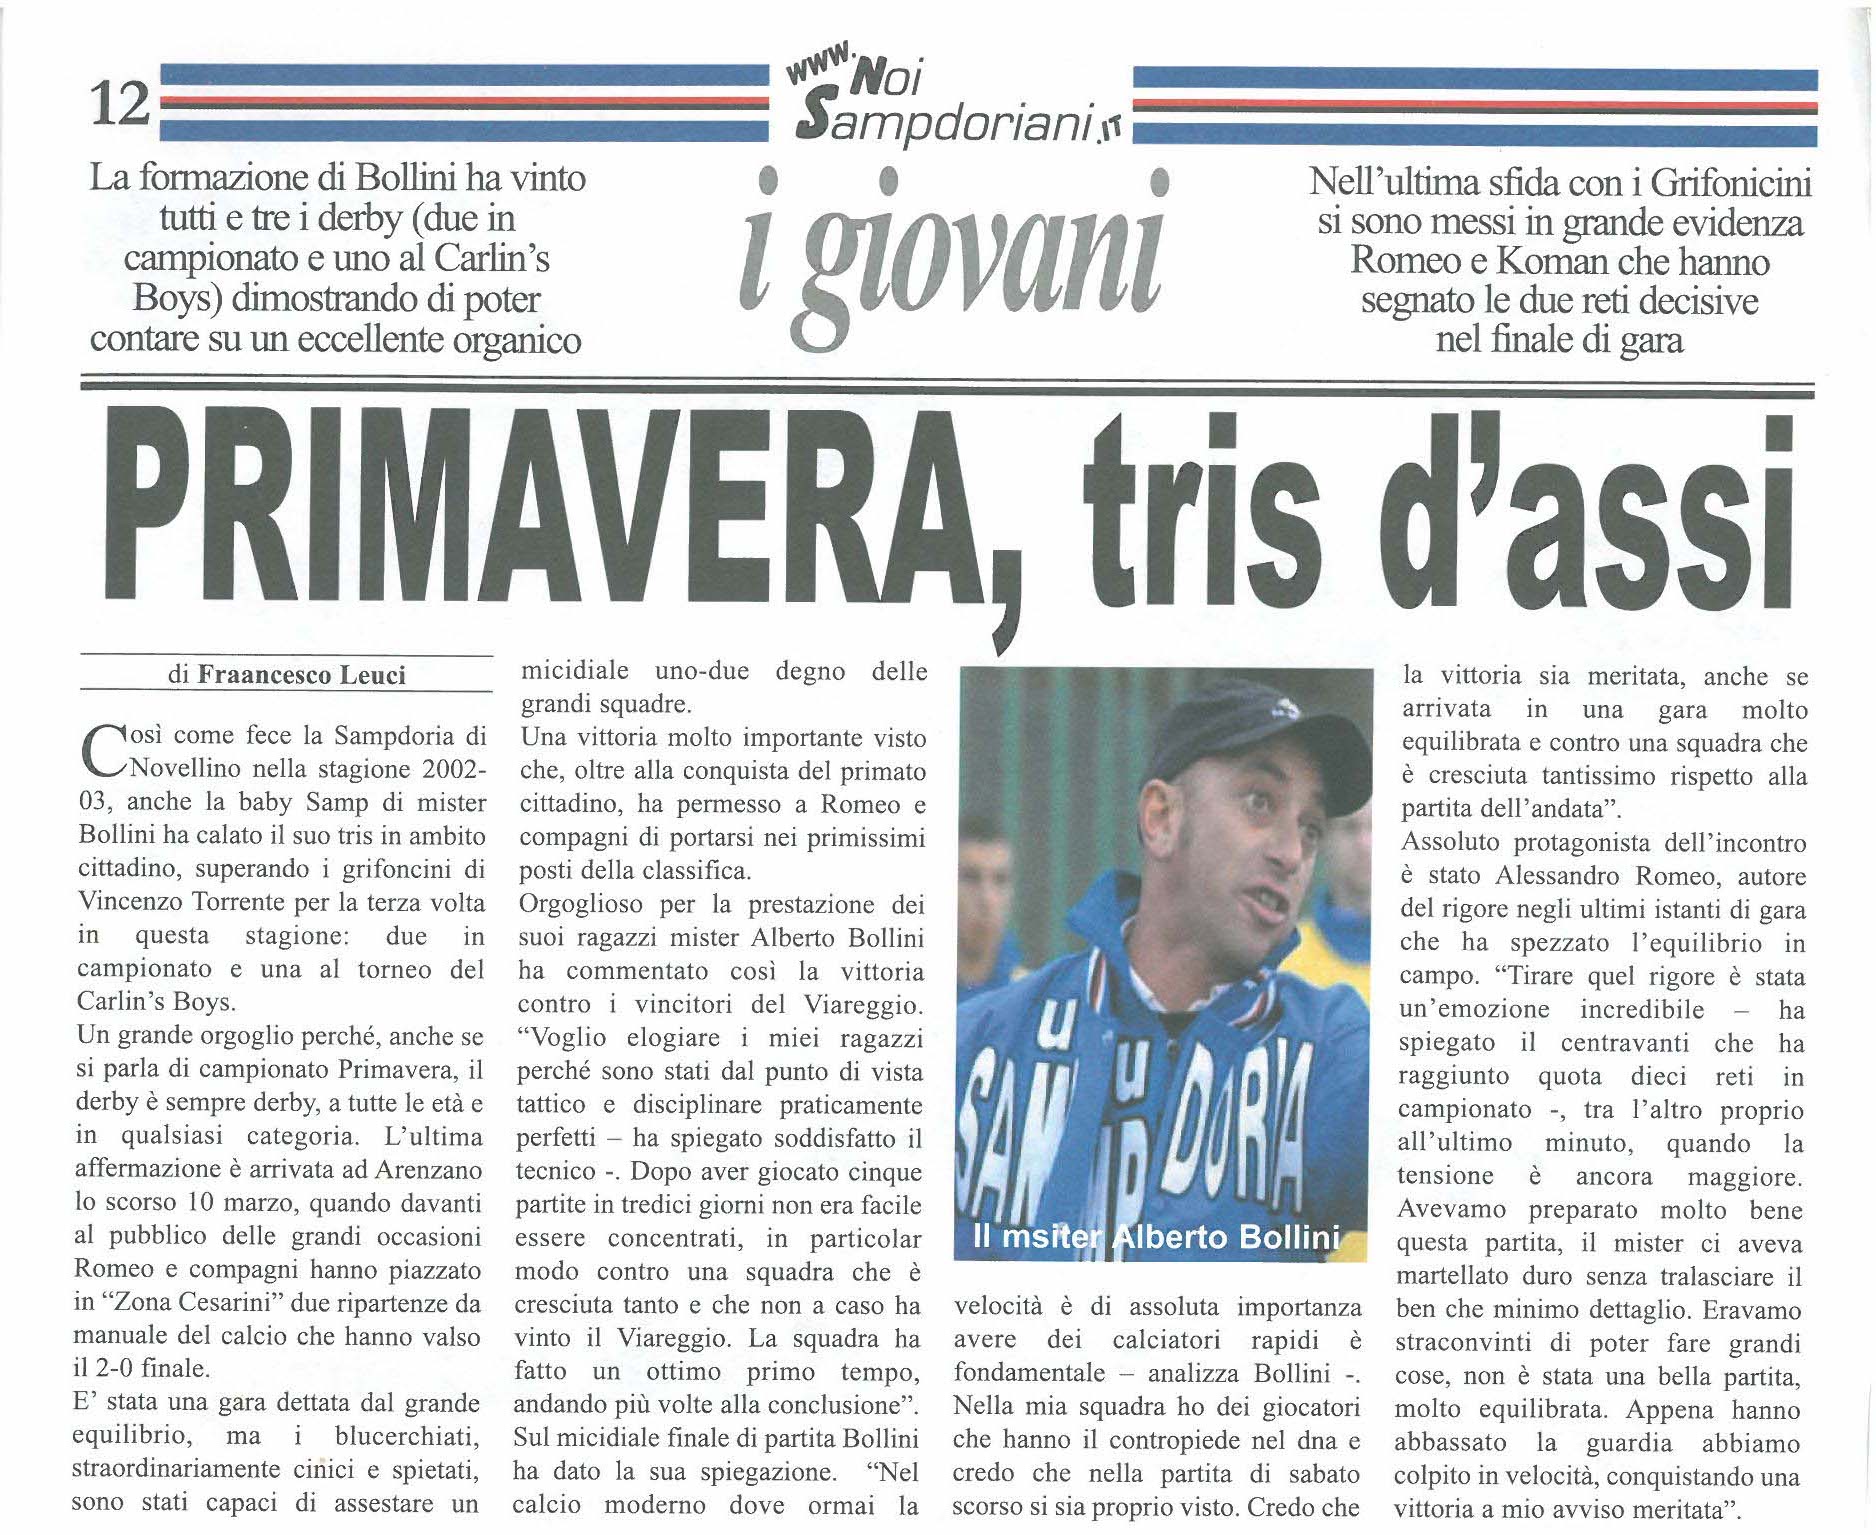 12
www.Noi
Sampdoriani.IT
La formazione di Bollini ha vinto
tutti e tre i derby (due in
campionato e uno al Carlin's
Boys) dimostrando di poter
contare su un eccellente organico
i giovani
Nell'ultima sfida con i Grifonicini
si sono messi in grande evidenza
Romeo e Koman che hanno
segnato le due reti decisive
nel finale di gara
PRIMAVERA, tris d'assi
di Fraancesco Leuci
Così come fece la Sampdoria di
Novellino nella stagione 2002-
03, anche la baby Samp di mister
Bollini ha calato il suo tris in ambito
cittadino, superando i grifoncini di
Vincenzo Torrente per la terza volta
in questa stagione: due in
campionato e una al torneo del
Carlin's Boys.
Un grande orgoglio perché, anche se
si parla di campionato Primavera, il
derby è sempre derby, a tutte le età e
in qualsiasi categoria. L'ultima
affermazione è arrivata ad Arenzano
lo scorso 10 marzo, quando davanti
al pubblico delle grandi occasioni
Romeo e compagni hanno piazzato
in “Zona Cesarini” due ripartenze da
manuale del calcio che hanno valso
il 2-0 finale.
E' stata una gara dettata dal grande
equilibrio, ma i blucerchiati,
straordinariamente cinici e spietati,
sono stati capaci di assestare un
micidiale uno-due degno delle
grandi squadre.
Una vittoria molto importante visto
che, oltre alla conquista del primato
cittadino, ha permesso a Romeo e
compagni di portarsi nei primissimi
posti della classifica.
Orgoglioso per la prestazione dei
suoi ragazzi mister Alberto Bollini
ha commentato così la vittoria
contro i vincitori del Viareggio.
“Voglio elogiare i miei ragazzi
perché sono stati dal punto di vista
tattico e disciplinare praticamente
perfetti – ha spiegato soddisfatto il
tecnico -. Dopo aver giocato cinque
partite in tredici giorni non era facile
essere concentrati, in particolar
modo contro una squadra che è
cresciuta tanto e che non a caso ha
vinto il Viareggio. La squadra ha
fatto un ottimo primo tempo,
andando più volte alla conclusione”.
Sul micidiale finale di partita Bollini
ha dato la sua spiegazione. “Nel
calcio moderno dove ormai la
SAMPDORIA
Il msiter Alberto Bollini
velocità è di assoluta importanza
avere dei calciatori rapidi è
fondamentale – analizza Bollini -.
Nella mia squadra ho dei giocatori
che hanno il contropiede nel dna e
credo che nella partita di sabato
scorso si sia proprio visto. Credo che
la vittoria sia meritata, anche se
arrivata in una gara molto
equilibrata e contro una squadra che
è cresciuta tantissimo rispetto alla
partita dell'andata”.
Assoluto protagonista dell'incontro
è stato Alessandro Romeo, autore
del rigore negli ultimi istanti di gara
che ha spezzato l'equilibrio in
campo. “Tirare quel rigore è stata
un'emozione incredibile – ha
spiegato il centravanti che ha
raggiunto quota dieci reti in
campionato -, tra l'altro proprio
all'ultimo minuto, quando la
tensione è ancora maggiore.
Avevamo preparato molto bene
questa partita, il mister ci aveva
martellato duro senza tralasciare il
ben che minimo dettaglio. Eravamo
straconvinti di poter fare grandi
cose, non è stata una bella partita,
molto equilibrata. Appena hanno
abbassato la guardia abbiamo
colpito in velocità, conquistando una
vittoria a mio avviso meritata”.